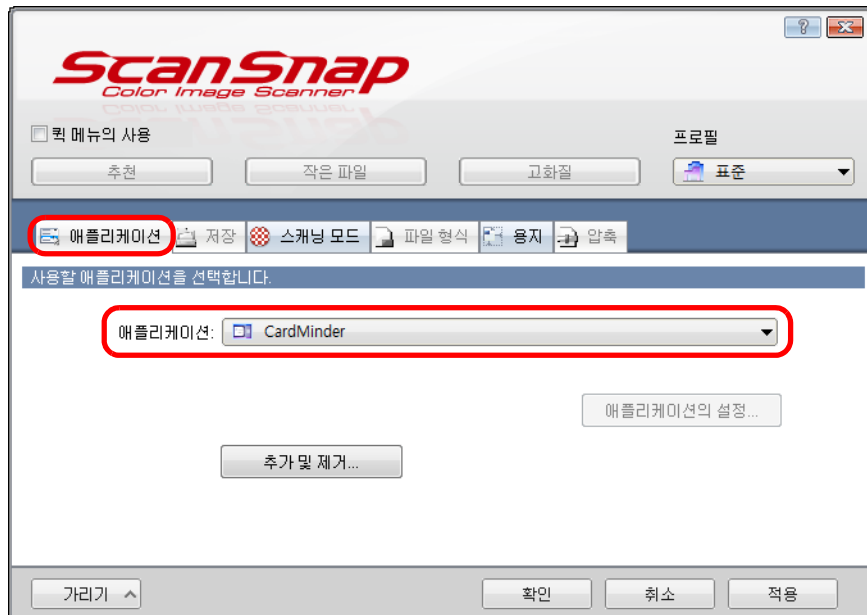 ScanSnap
Color Image Scanner
퀵 메뉴의 사용
프로필
추천 작은 파일 고화질 표준
애플리케이션 저장 스캐닝 모드 파일 형식 용지 압축
사용할 애플리케이션을 선택합니다.
애플리케이션: CardMinder
애플리케이션의 설정...
추가 및 제거...
가리기 확인 취소 적용